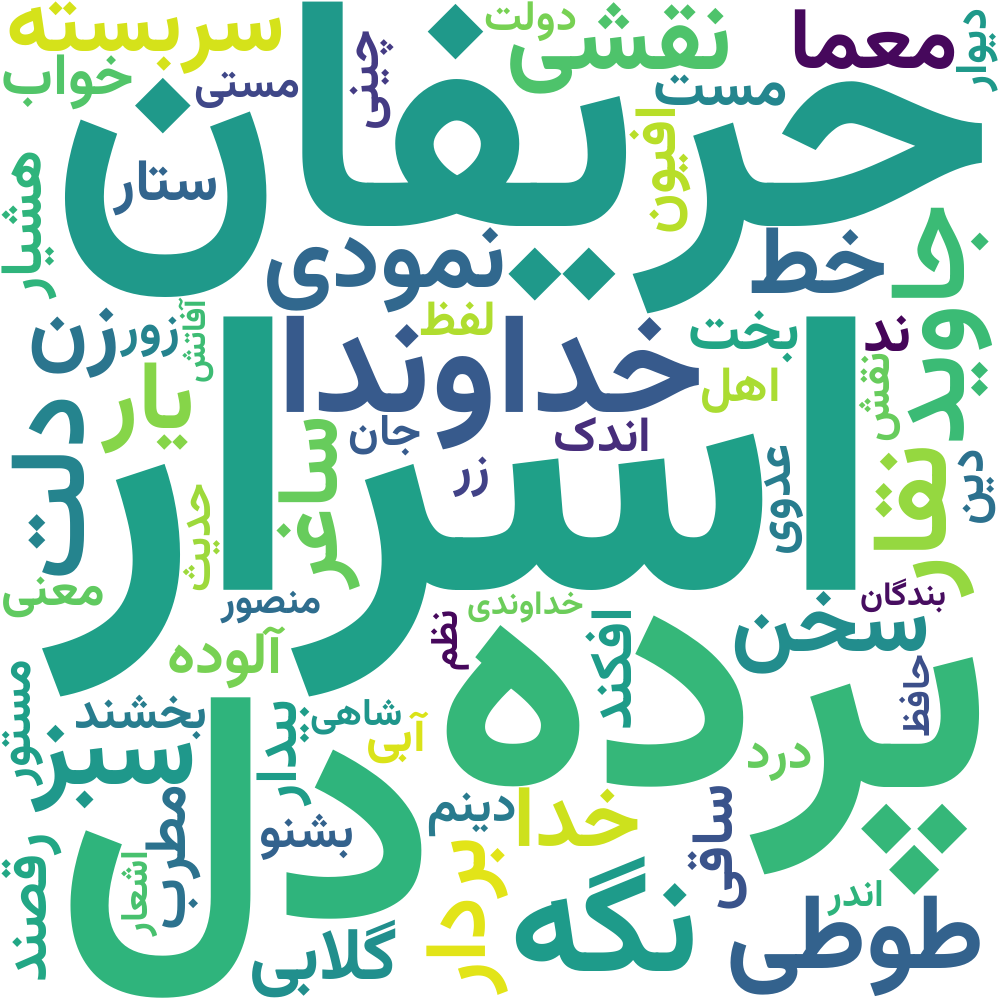 سربسته
نقشی
دولت
معما
دیوار
خواب
مستی
چینی
مست
حریفان
افیون
ستار
هشیار
نمودی
خط
جاوید
زن
زور
آفاتش
خداوندا
لفظ
بخت
ند
نقش
یار
اهل
دلت
ساغر
جان
اندک
زر
اسرار
عدوی
نقار
دین
حدیث
معنی
منصور
خداوندی
بندگان
سخن
نظم
افکند
حافظ
آلوده
پرده
مستور
بخشند
بیدار
شاهی
آبی
درد
سبز
دل
مطرب
بشنو
دینم
خدا
ساقی
رقصند
اشعار
بردار
نگه
اندر
طوطی
گلابی